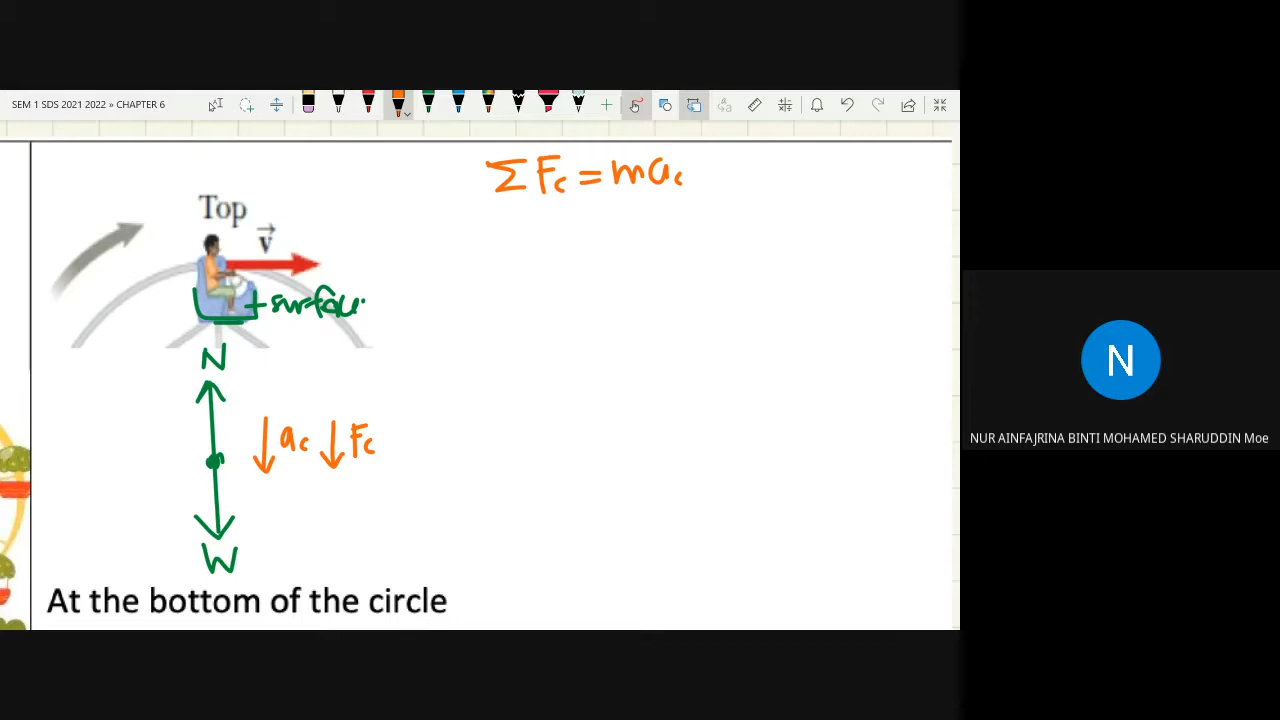 SEM 1 SDS 2021 2022 » CHAPTER 6
Σ Fc = mac
Top
v
surface
N
ac Fc
W
At the bottom of the circle
N
NUR AINFAJRINA BINTI MOHAMED SHARUDDIN Moe